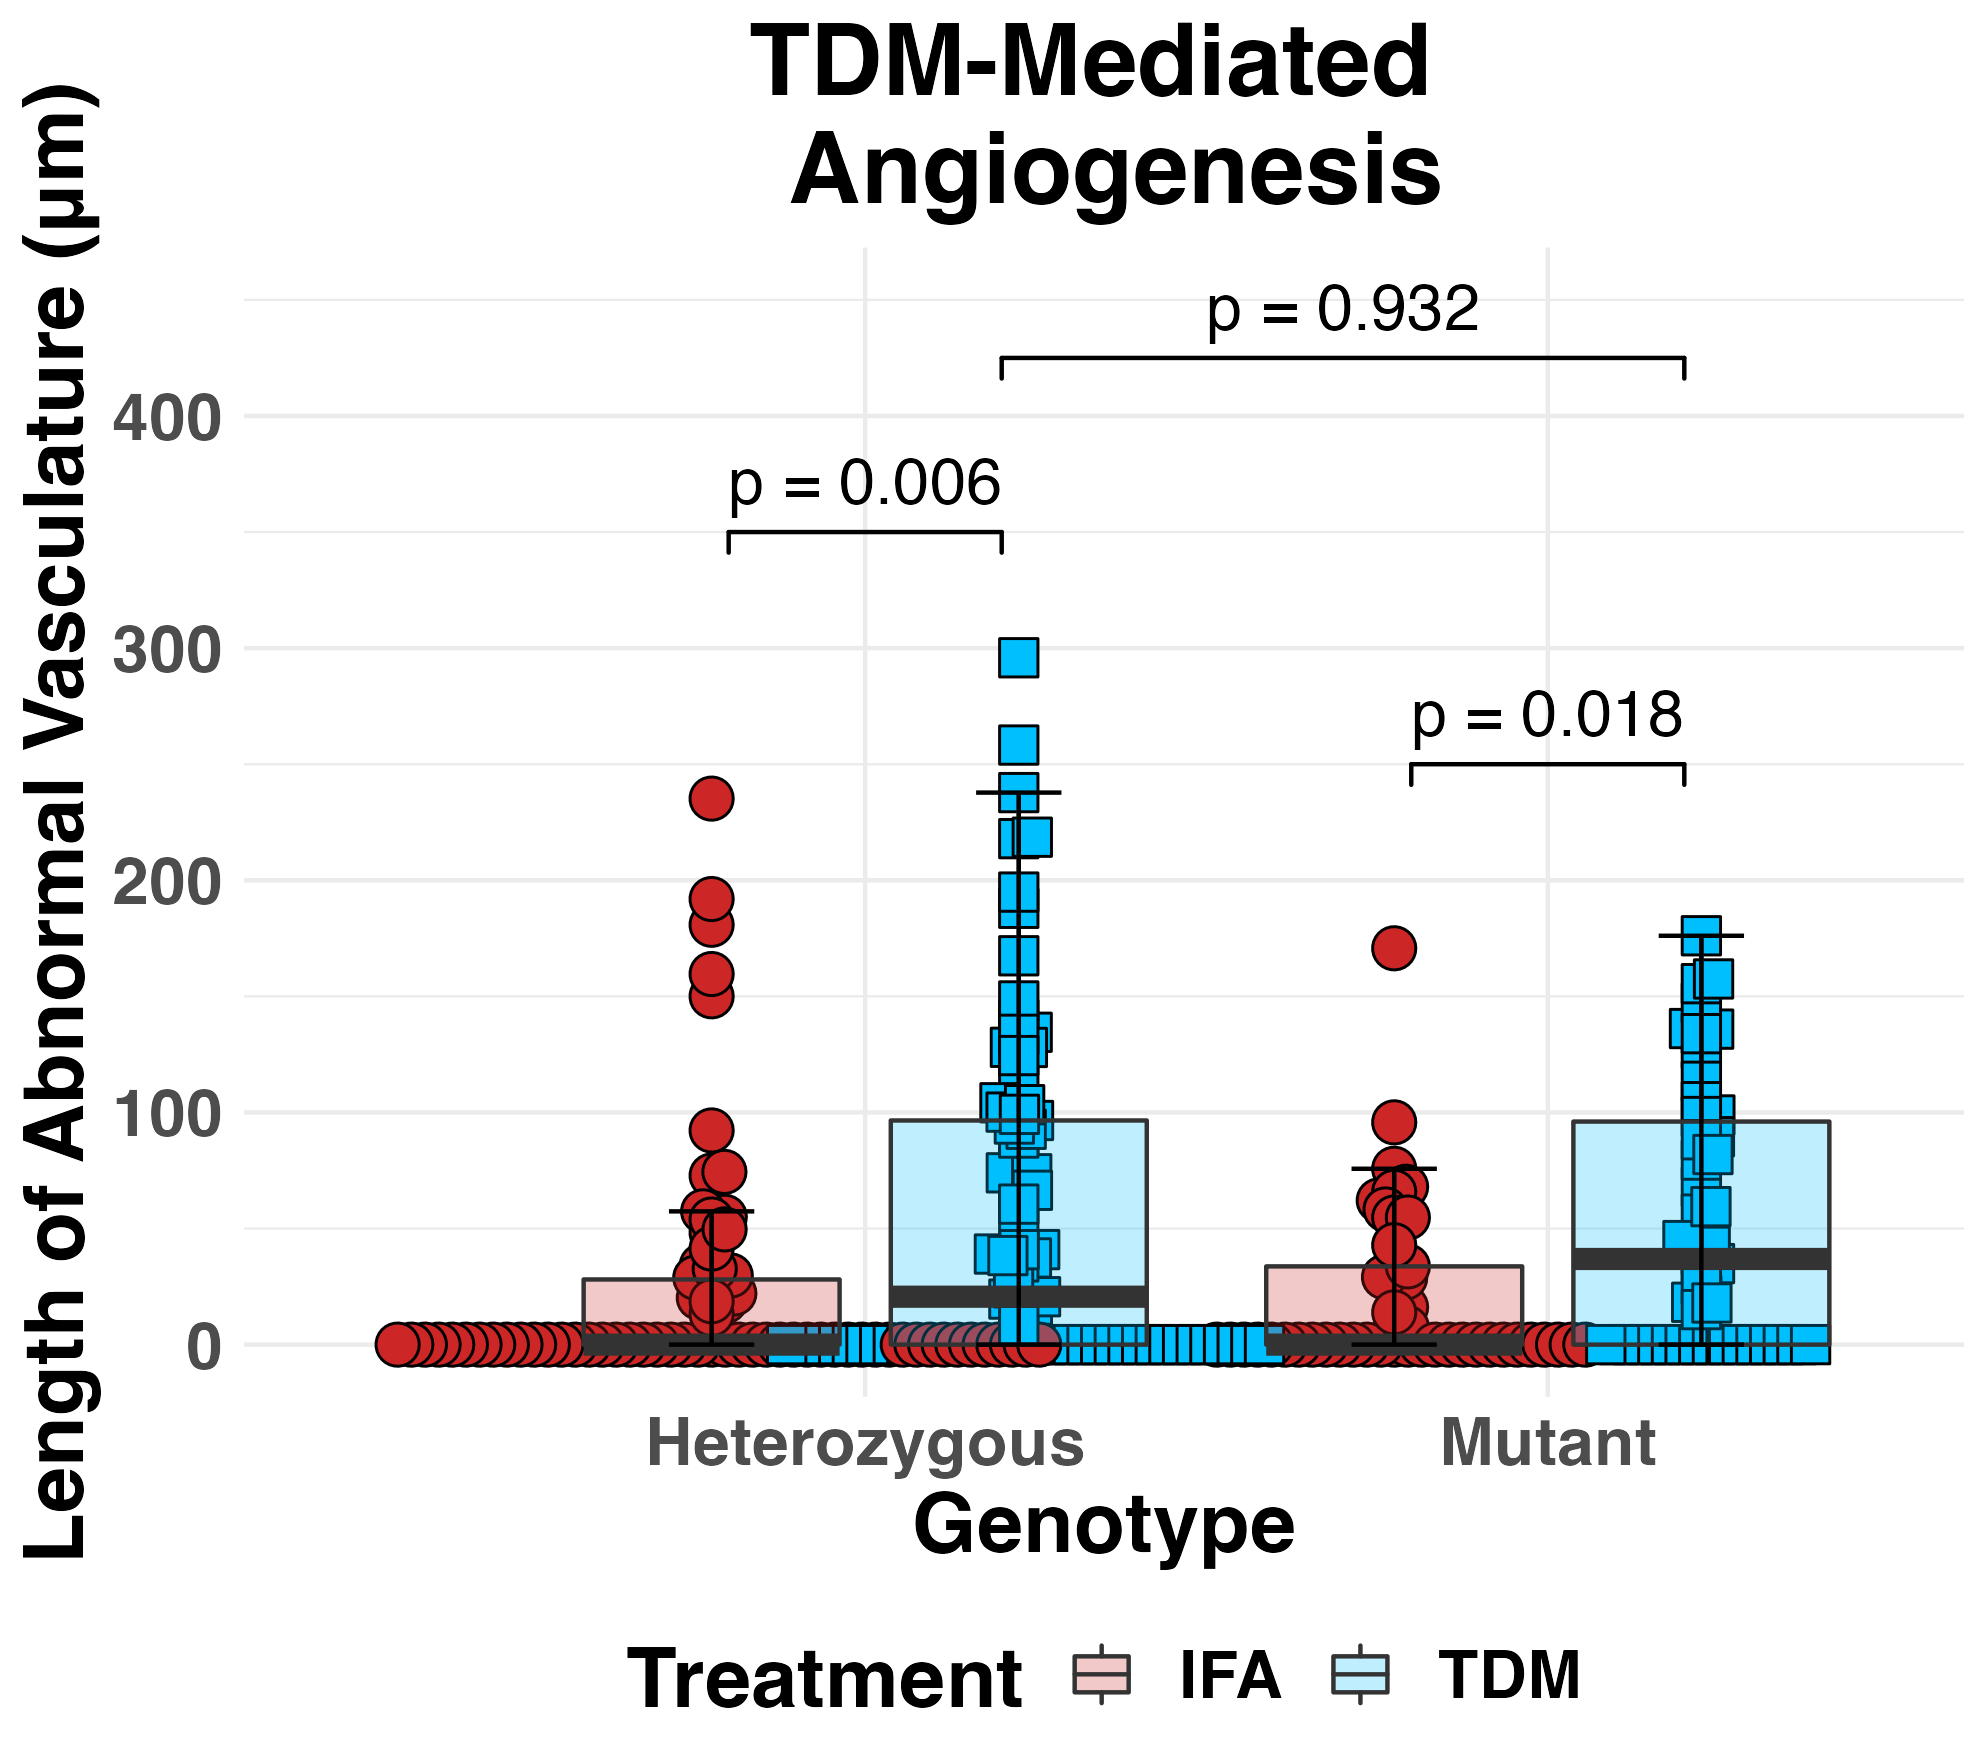 TDM-Mediated
Angiogenesis
Length of Abnormal Vasculature (µm)
p = 0.932
400
p = 0.006
300
p = 0.018
200
100
0
Heterozygous Mutant
Genotype
Treatment IFA TDM